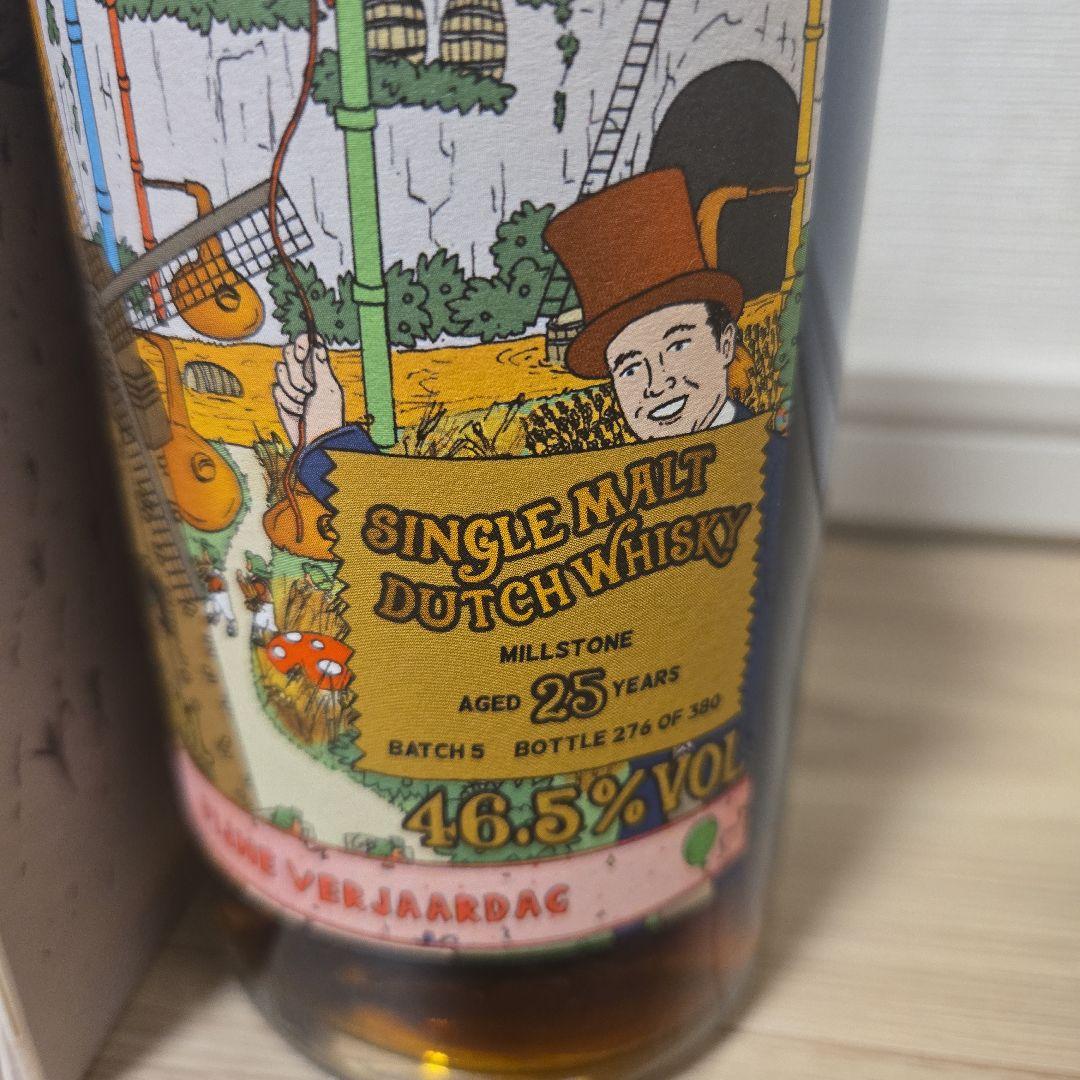 SINGLE MALT
DUTCH WHISKY
MILLSTONE
AGED 25 YEARS
BATCH 5 BOTTLE 276 OF 380
46.5% VOL
VERJAARDAG